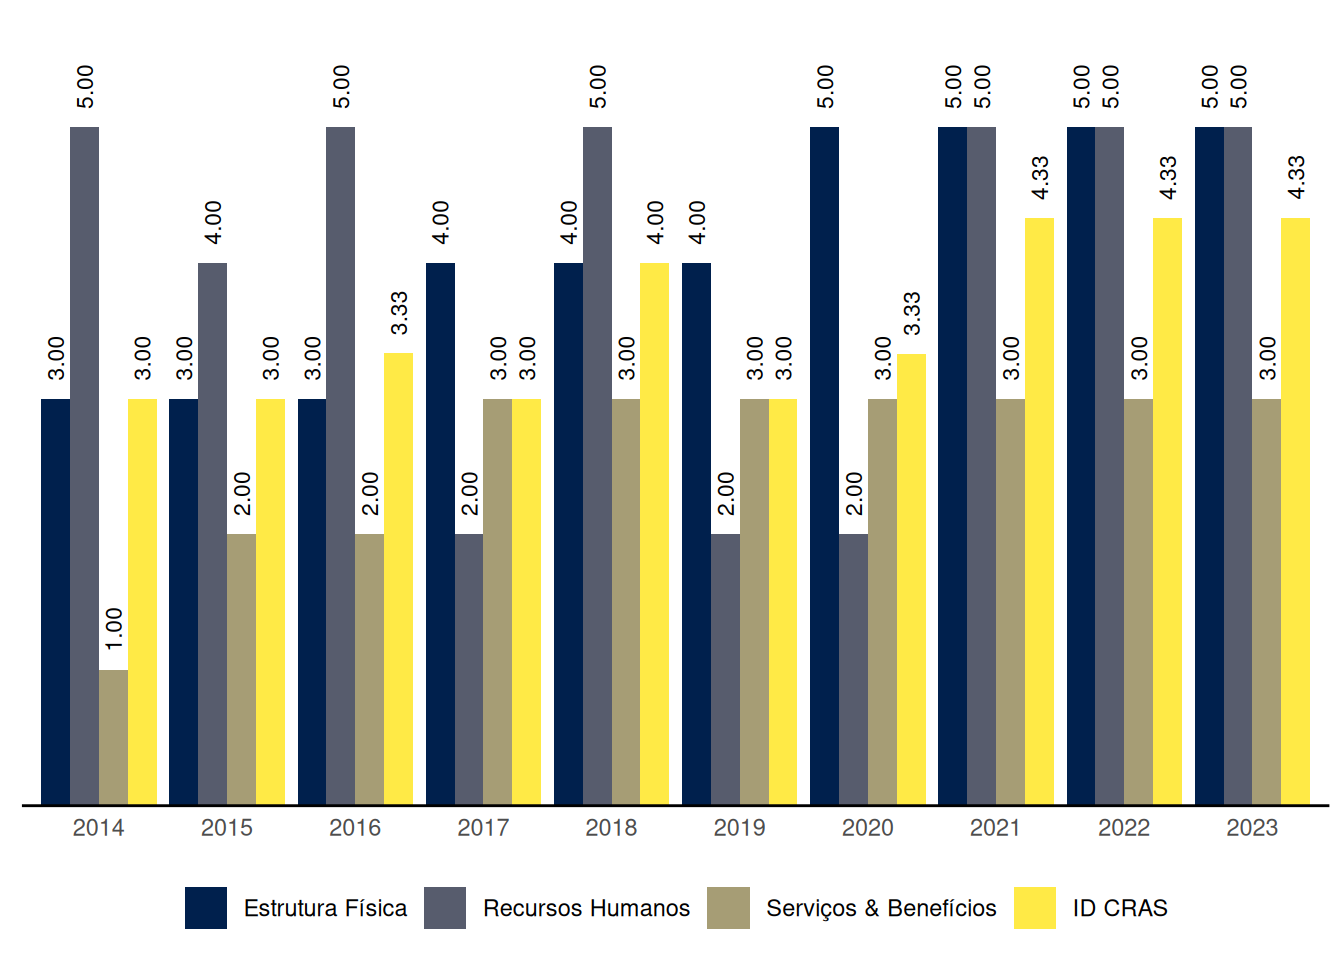 5.00 5.00 5.00 5.00 5.00 5.00 5.00 5.00 5.00 5.00
4.33 4.33 4.33
4.00 4.00 4.00 4.00 4.00
3.33 3.33
3.00 3.00 3.00 3.00 3.00 3.00 3.00 3.00 3.00 3.00 3.00 3.00 3.00 3.00
2.00 2.00 2.00 2.00 2.00
1.00
2014 2015 2016 2017 2018 2019 2020 2021 2022 2023
Estrutura Física Recursos Humanos Serviços & Benefícios ID CRAS